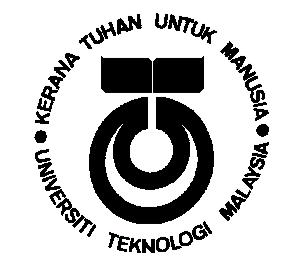 KERANA TUHAN UNTUK MANUSIA
UNIVERSITI TEKNOLOGI MALAYSIA